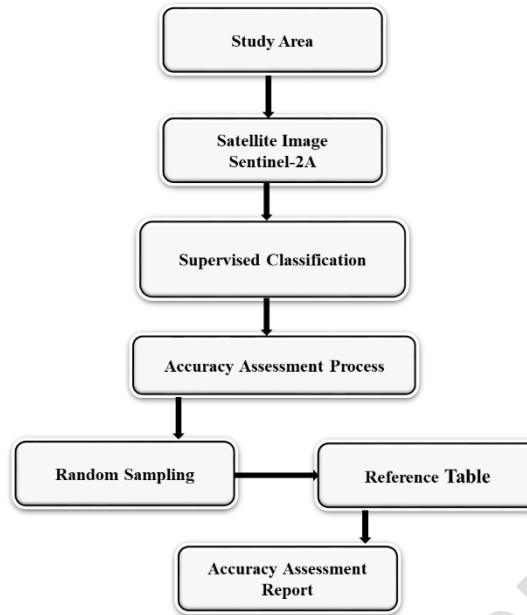 Study Area
Satellite Image
Sentinel-2A
Supervised Classification
Accuracy Assessment Process
Random Sampling
Reference Table
Accuracy Assessment
Report